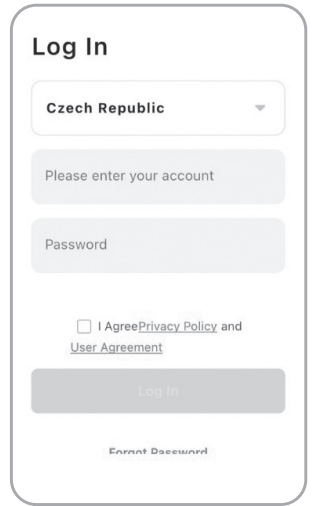 Log In
Czech Republic
Please enter your account
Password
I AgreePrivacy Policy and
User Agreement
Log In
Forgot Password